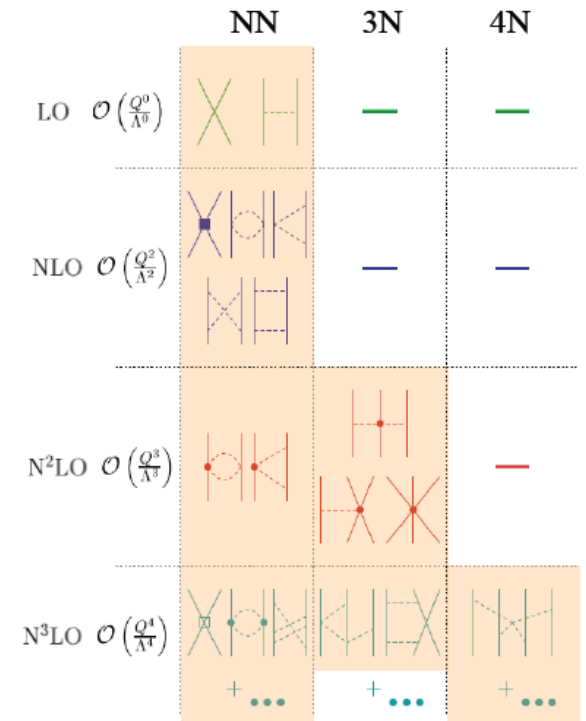 NN 3N 4N
LO 𝒪(Q⁰/Λ⁰) — —
NLO 𝒪(Q²/Λ²) — —
N²LO 𝒪(Q³/Λ³) —
N³LO 𝒪(Q⁴/Λ⁴)
+ ... + ... + ...